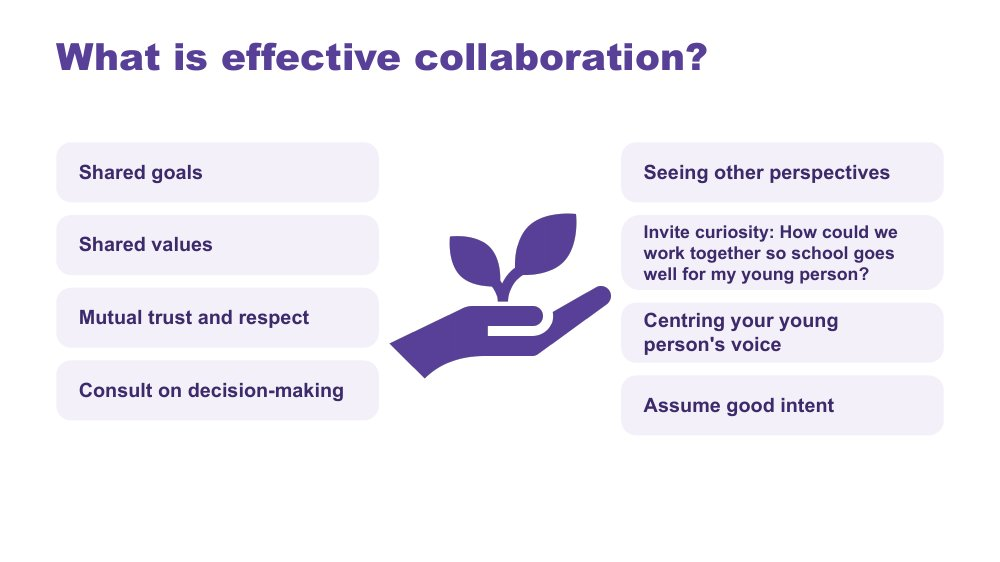 What is effective collaboration?
Shared goals
Shared values
Mutual trust and respect
Consult on decision-making
Seeing other perspectives
Invite curiosity: How could we
work together so school goes
well for my young person?
Centring your young
person's voice
Assume good intent